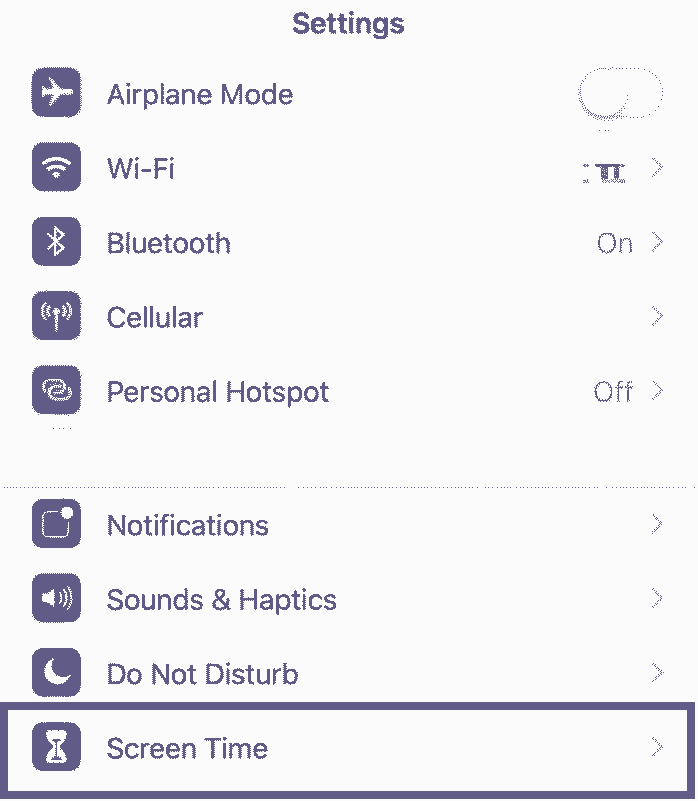 Settings
Airplane Mode
Wi-Fi
Bluetooth On
Cellular
Personal Hotspot Off
Notifications
Sounds & Haptics
Do Not Disturb
Screen Time